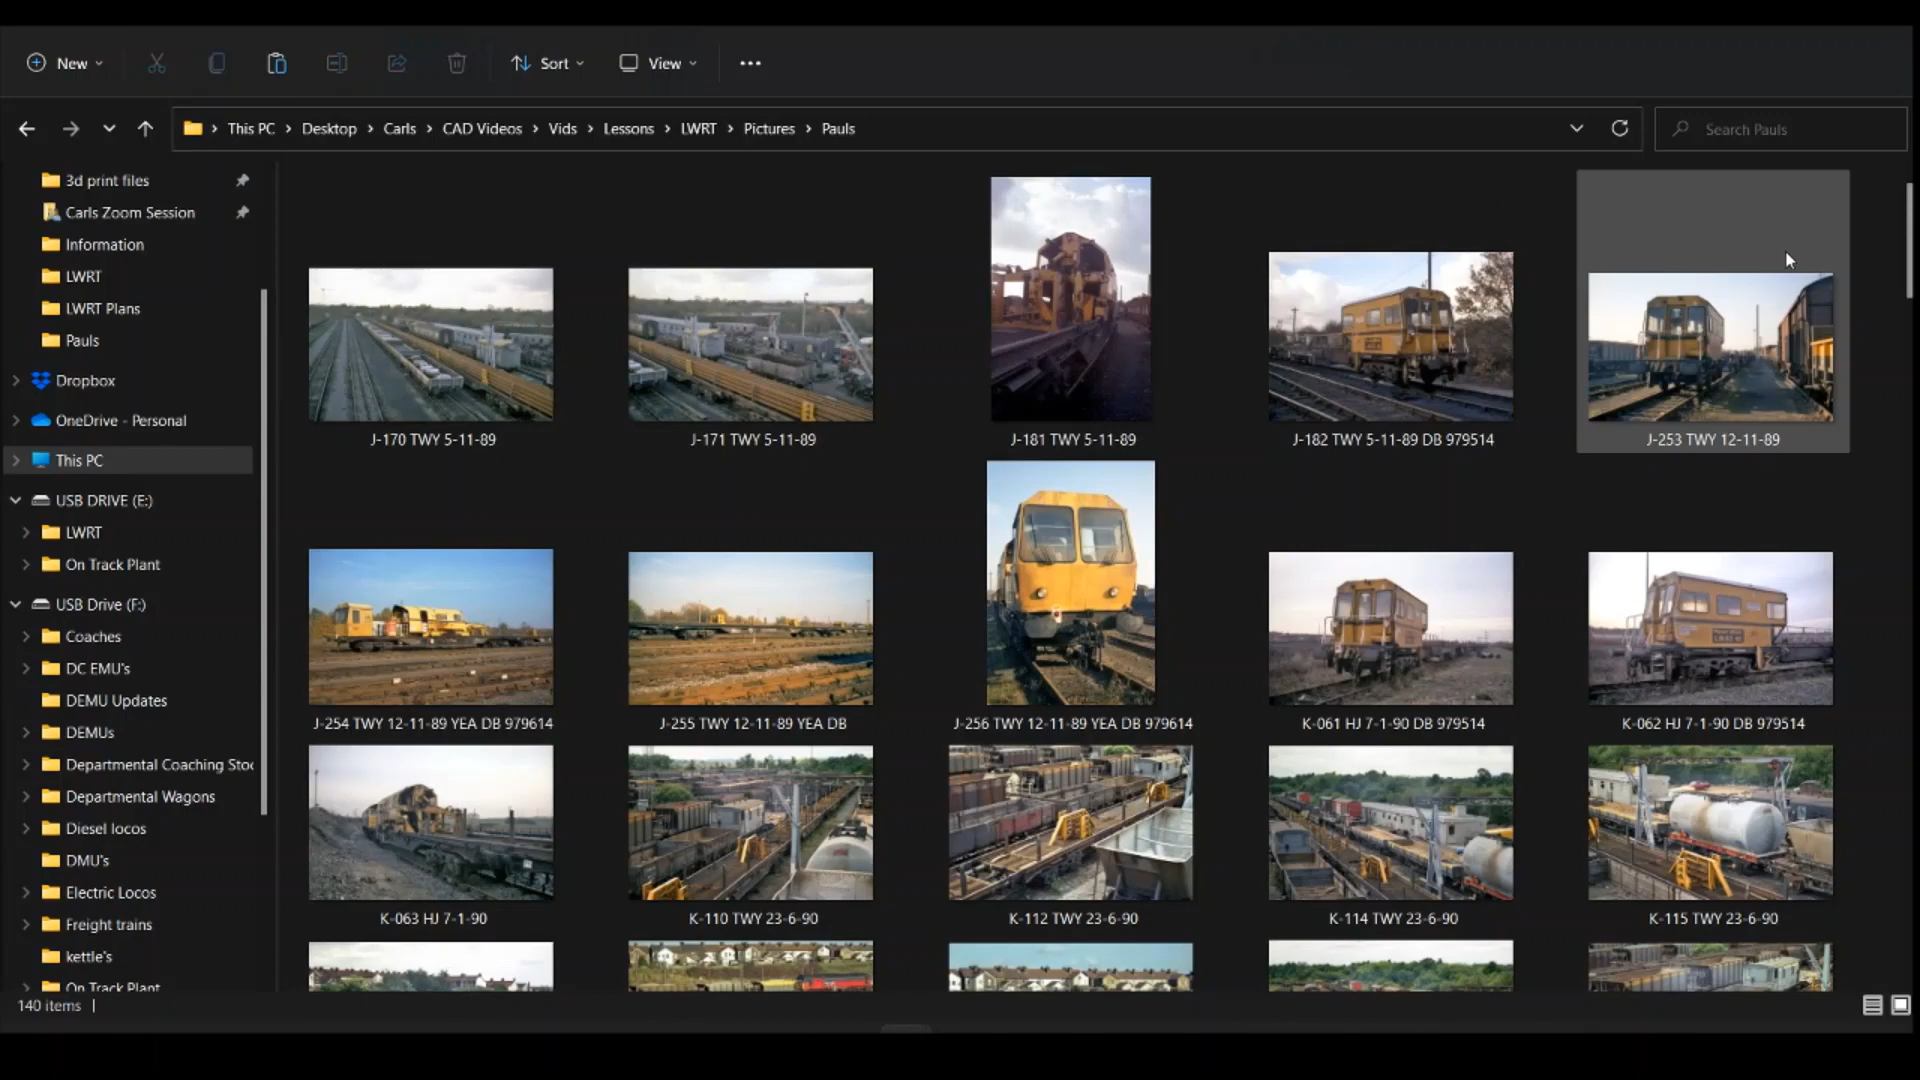 New
Sort
View
This PC
Desktop
Carls
CAD Videos
Vids
Lessons
LWRT
Pictures
Pauls
Search Pauls
3d print files
Carls Zoom Session
Information
LWRT
LWRT Plans
Pauls
Dropbox
OneDrive - Personal
This PC
USB DRIVE (E:)
LWRT
On Track Plant
USB Drive (F:)
Coaches
DC EMU's
DEMU Updates
DEMUs
Departmental Coaching Stoc
Departmental Wagons
Diesel locos
DMU's
Electric Locos
Freight trains
kettle's
On Track Plant
J-170 TWY 5-11-89
J-171 TWY 5-11-89
J-181 TWY 5-11-89
J-182 TWY 5-11-89 DB 979514
J-253 TWY 12-11-89
J-254 TWY 12-11-89 YEA DB 979614
J-255 TWY 12-11-89 YEA DB
J-256 TWY 12-11-89 YEA DB 979614
K-061 HJ 7-1-90 DB 979514
K-062 HJ 7-1-90 DB 979514
K-063 HJ 7-1-90
K-110 TWY 23-6-90
K-112 TWY 23-6-90
K-114 TWY 23-6-90
K-115 TWY 23-6-90
140 items